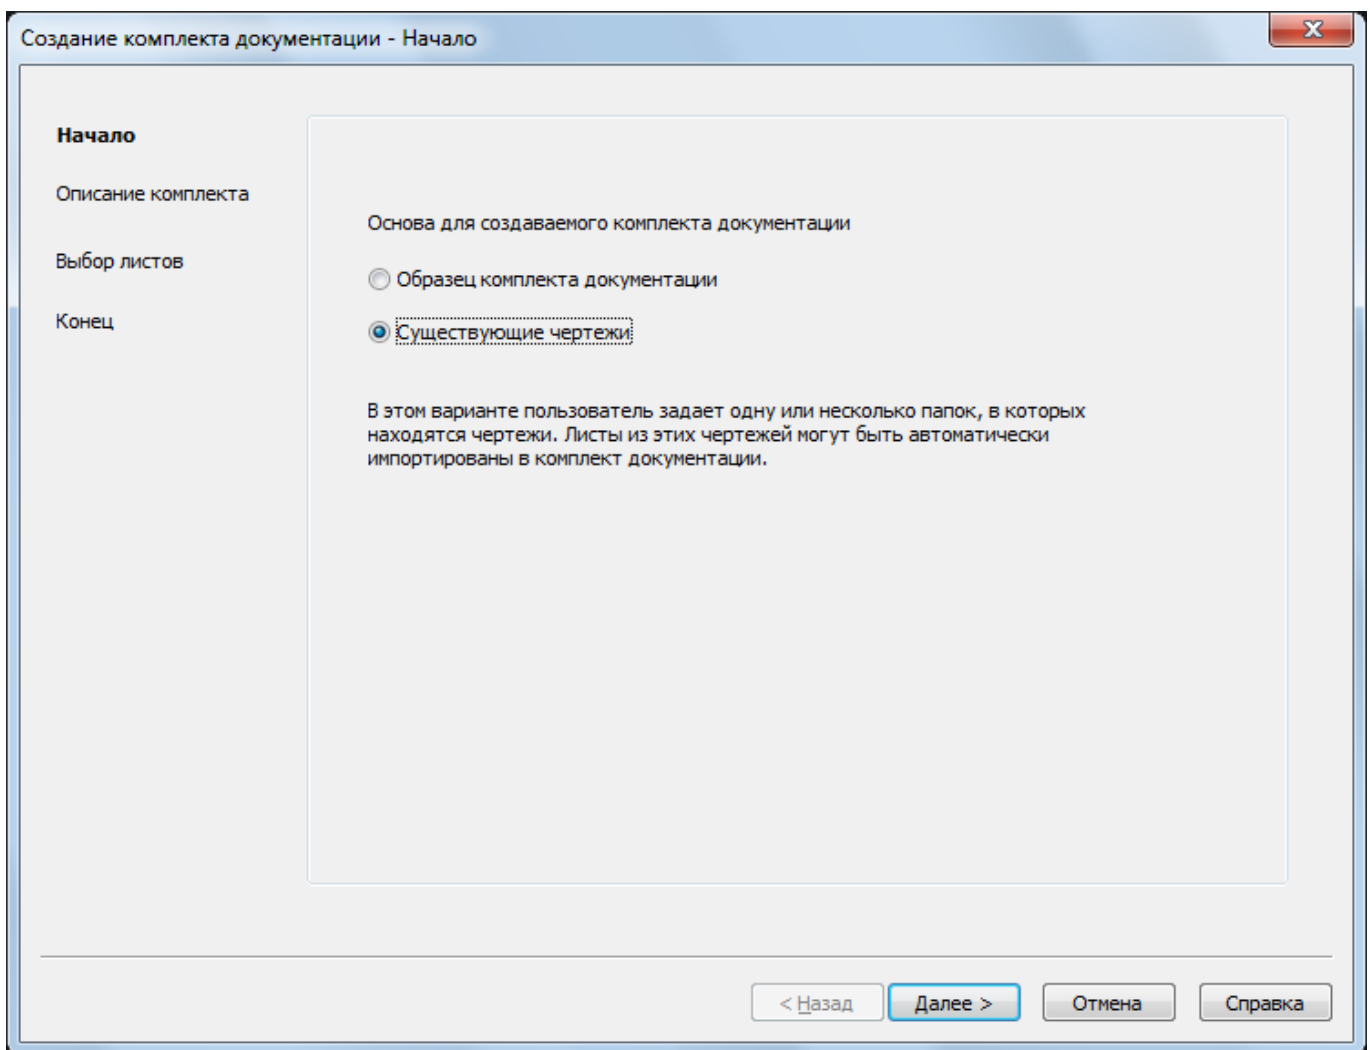 Создание комплекта документации - Начало
Начало
Описание комплекта
Выбор листов
Конец
Основа для создаваемого комплекта документации
Образец комплекта документации
Существующие чертежи
В этом варианте пользователь задает одну или несколько папок, в которых
находятся чертежи. Листы из этих чертежей могут быть автоматически
импортированы в комплект документации.
< Назад
Далее >
Отмена
Справка